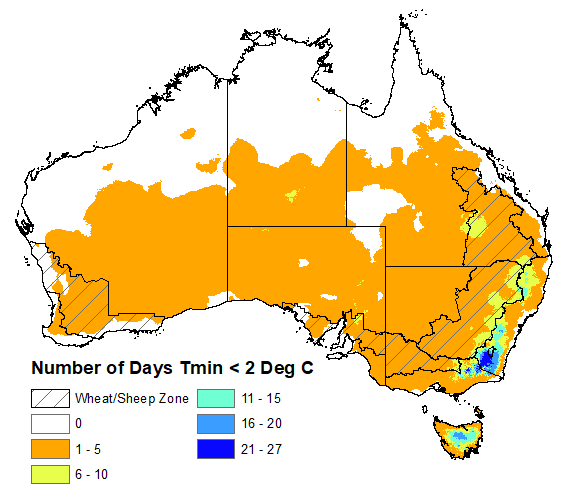 Number of Days Tmin < 2 Deg C
Wheat/Sheep Zone
0
1 - 5
6 - 10
11 - 15
16 - 20
21 - 27